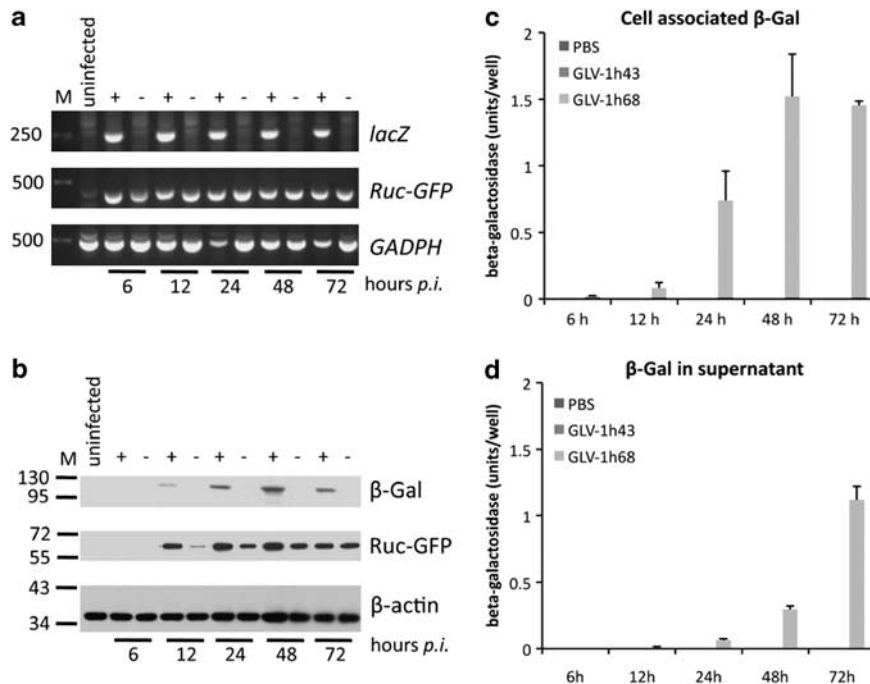 a
M uninfected + - + - + - + - + -
250 lacZ
500 Ruc-GFP
500 GADPH
6 12 24 48 72 hours p.i.
b
M uninfected + - + - + - + - + -
130
95
β-Gal
72
55
Ruc-GFP
43
34
β-actin
6 12 24 48 72 hours p.i.
c
Cell associated β-Gal
beta-galactosidase (units/well)
2
1.5
1
0.5
0
PBS
GLV-1h43
GLV-1h68
6 h 12 h 24 h 48 h 72 h
d
β-Gal in supernatant
beta-galactosidase (units/well)
2
1.5
1
0.5
0
PBS
GLV-1h43
GLV-1h68
6h 12h 24h 48h 72h